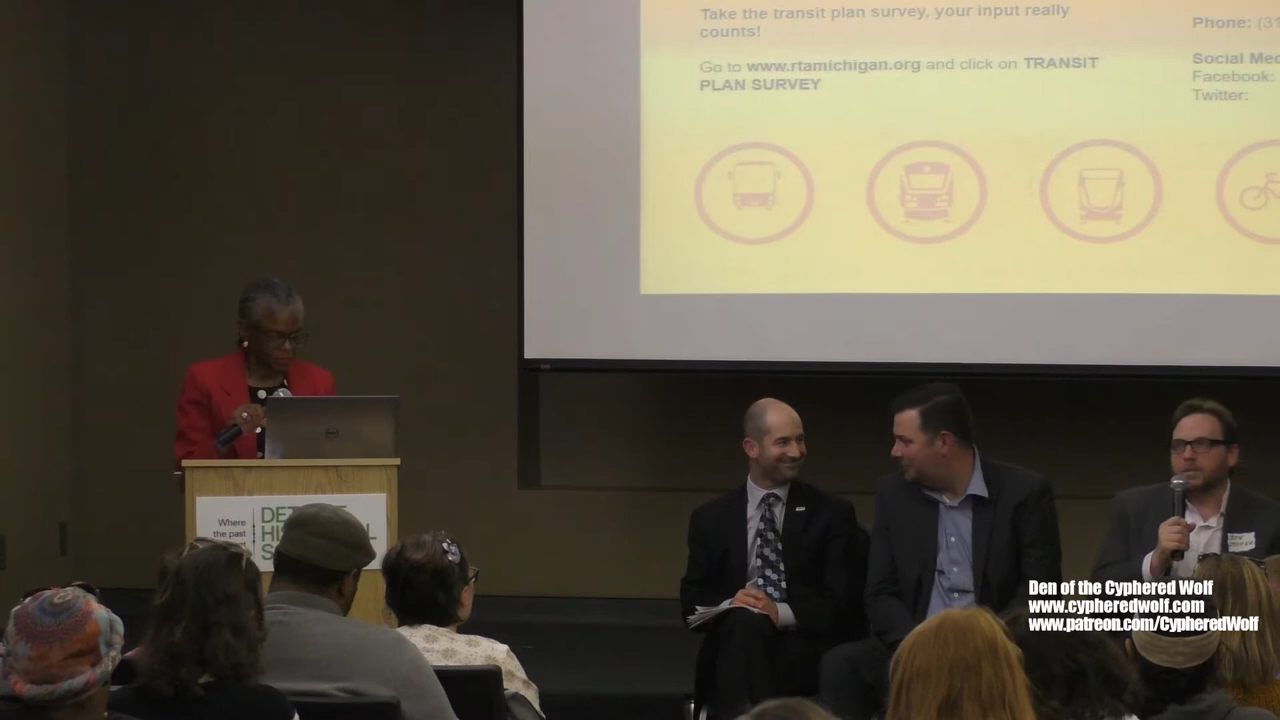 Take the transit plan survey, your input really
counts!
Go to www.rtamichigan.org and click on TRANSIT
PLAN SURVEY
Phone: (31
Social Med
Facebook:
Twitter:
Where
the past
DELL
Den of the Cyphered Wolf
www.cypheredwolf.com
www.patreon.com/CypheredWolf